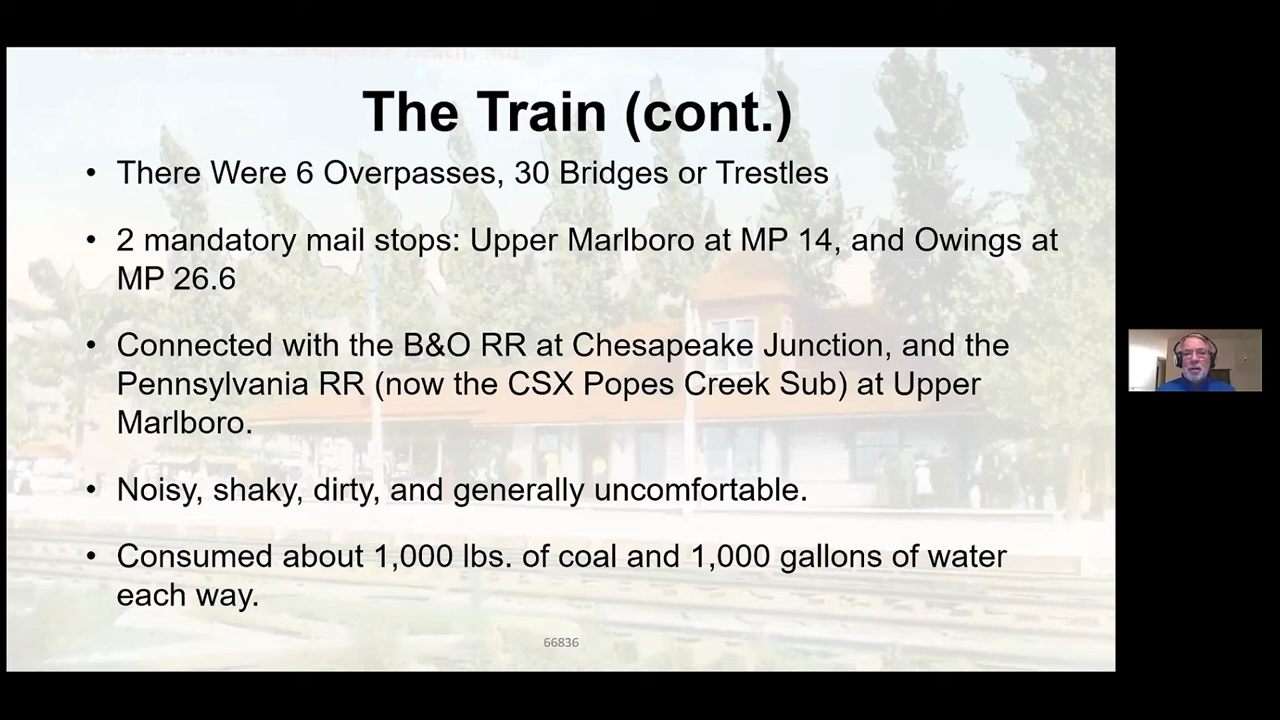 The Train (cont.)
• There Were 6 Overpasses, 30 Bridges or Trestles
• 2 mandatory mail stops: Upper Marlboro at MP 14, and Owings at
MP 26.6
• Connected with the B&O RR at Chesapeake Junction, and the
Pennsylvania RR (now the CSX Popes Creek Sub) at Upper
Marlboro.
• Noisy, shaky, dirty, and generally uncomfortable.
• Consumed about 1,000 lbs. of coal and 1,000 gallons of water
each way.
66836